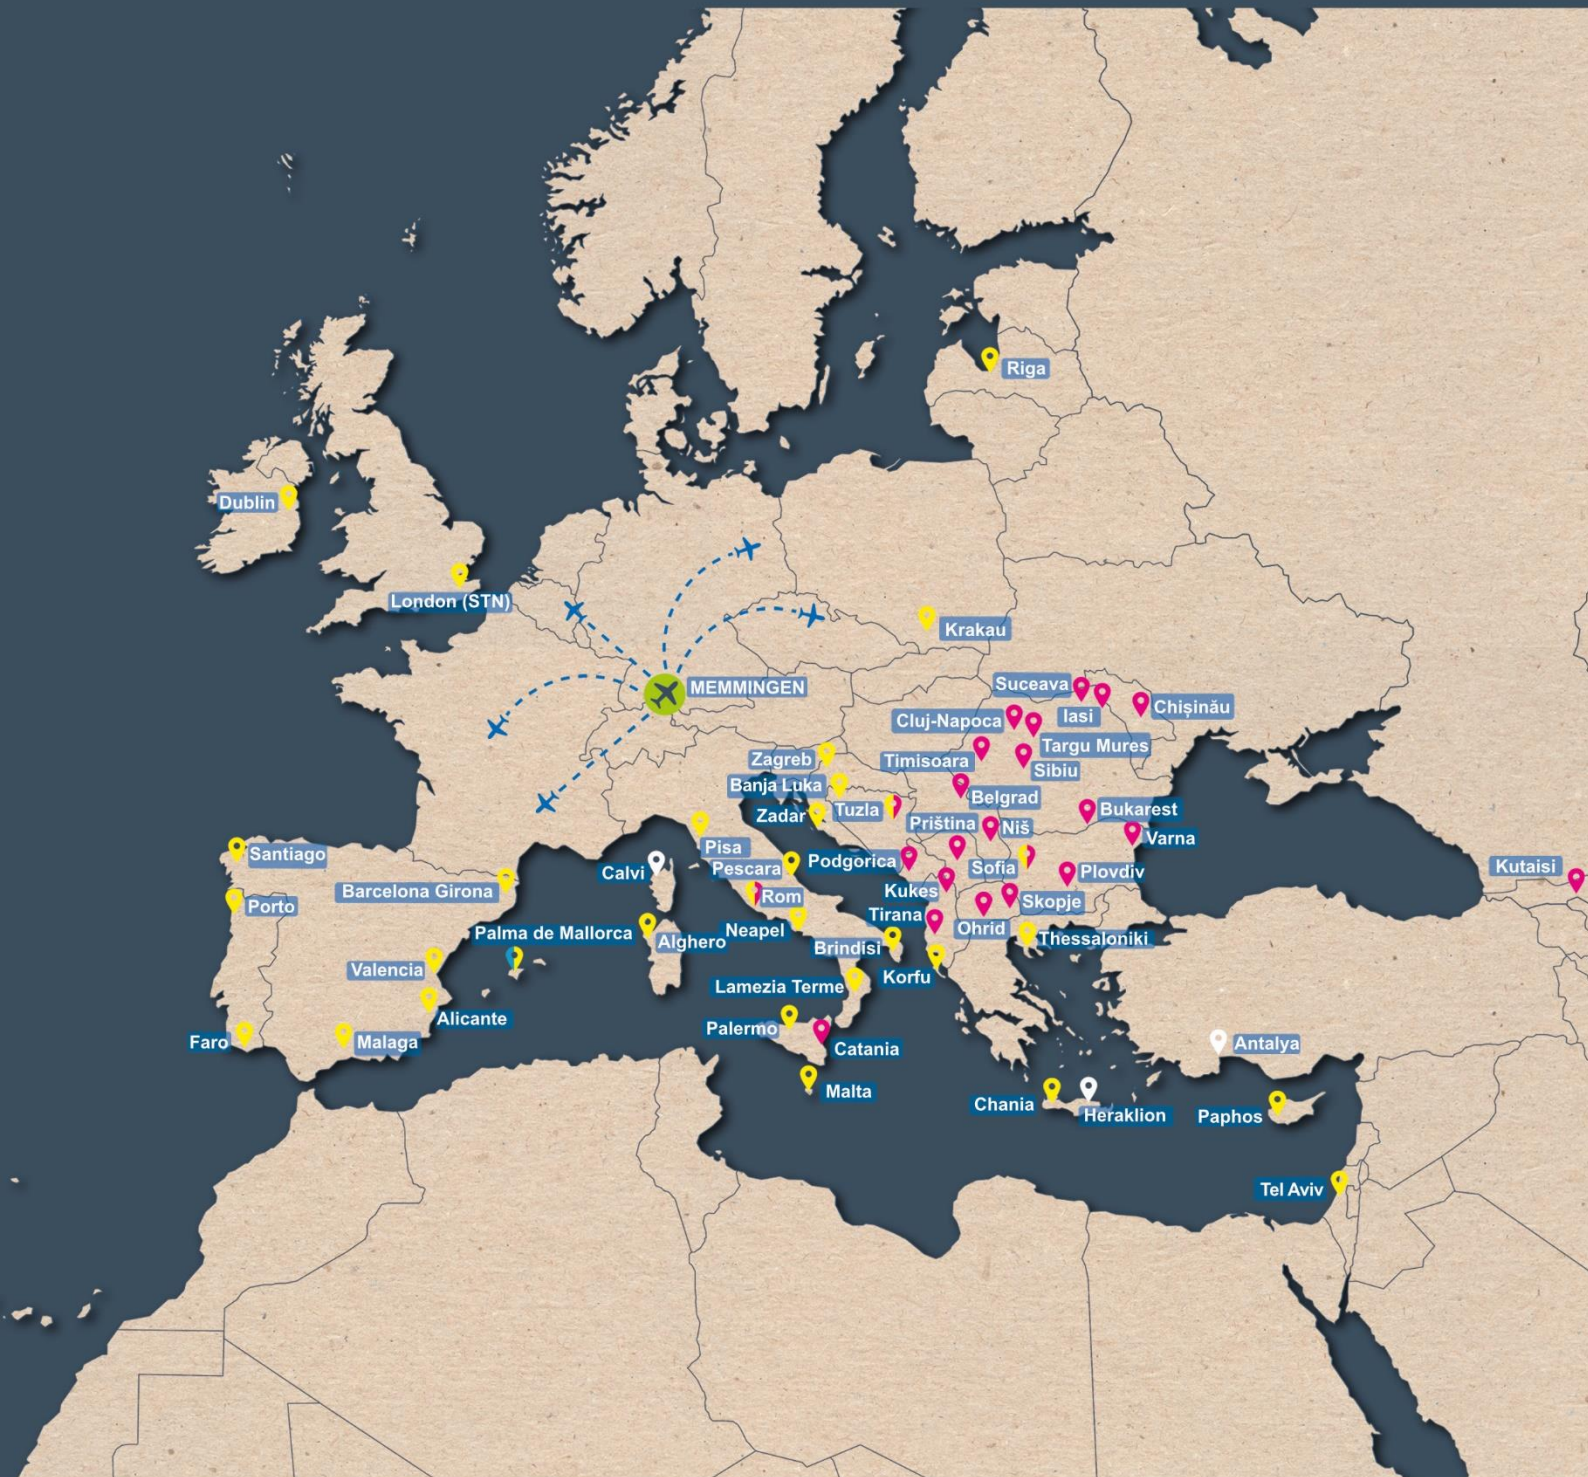 Riga
Dublin
London (STN)
Krakau
MEMMINGEN
Suceava
Iasi
Chișinău
Cluj-Napoca
Targu Mures
Timisoara
Sibiu
Zagreb
Banja Luka
Belgrad
Zadar
Tuzla
Bukarest
Priština
Niš
Varna
Santiago
Pisa
Podgorica
Sofia
Plovdiv
Kutaisi
Calvi
Pescara
Barcelona Girona
Kukes
Rom
Skopje
Porto
Tirana
Ohrid
Neapel
Palma de Mallorca
Alghero
Brindisi
Thessaloniki
Valencia
Korfu
Lamezia Terme
Alicante
Palermo
Faro
Malaga
Catania
Antalya
Malta
Chania
Heraklion
Paphos
Tel Aviv